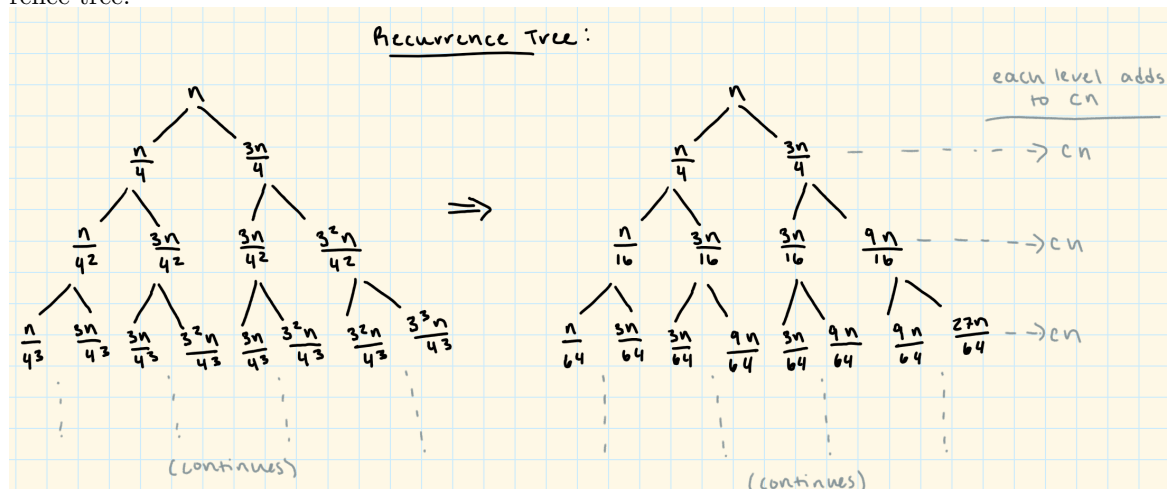 rence tree.
Recurrence Tree:
each level adds
to cn
n n
n/4 3n/4 n/4 3n/4 --> cn
⇒
n/4² 3n/4² 3n/4² 3²n/4² n/16 3n/16 3n/16 9n/16 --> cn
n/4³ 3n/4³ 3n/4³ 3²n/4³ 3n/4³ 3²n/4³ 3²n/4³ 3³n/4³ n/64 3n/64 3n/64 9n/64 3n/64 9n/64 9n/64 27n/64 --> cn
(continues) (continues)